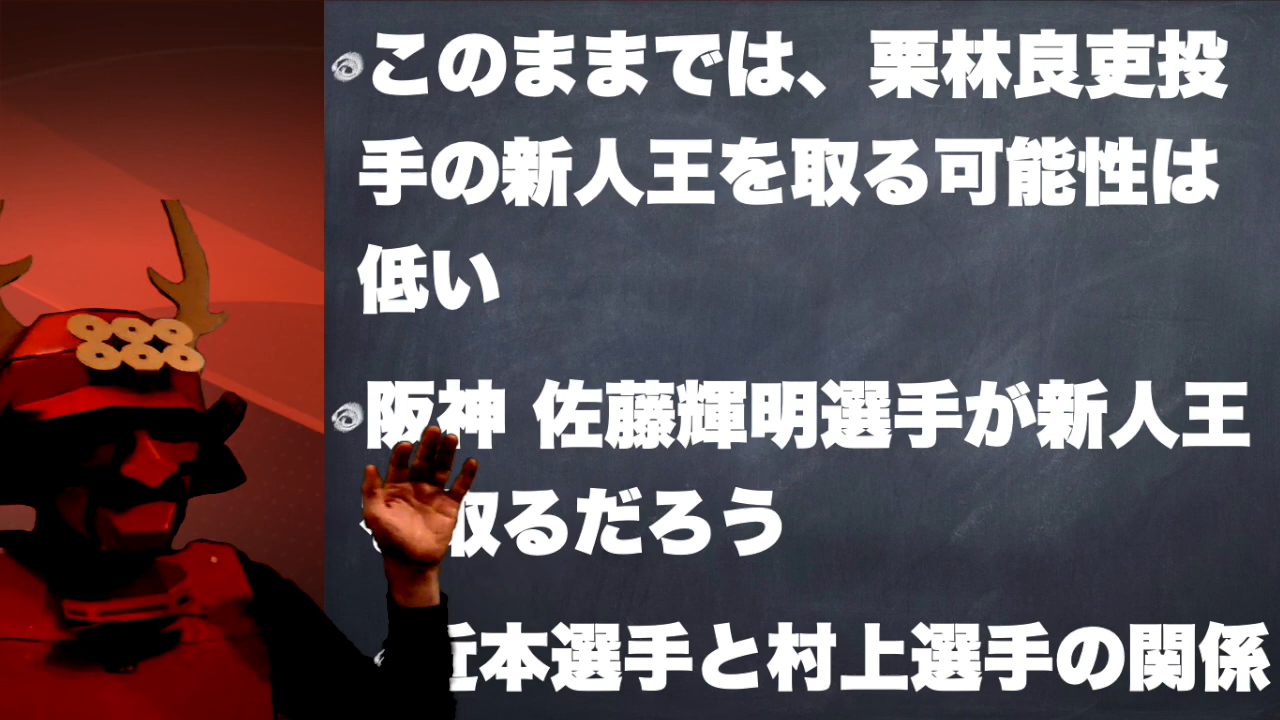 このままでは、栗林良吏投
手の新人王を取る可能性は
低い
阪神 佐藤輝明選手が新人王
取るだろう
近本選手と村上選手の関係